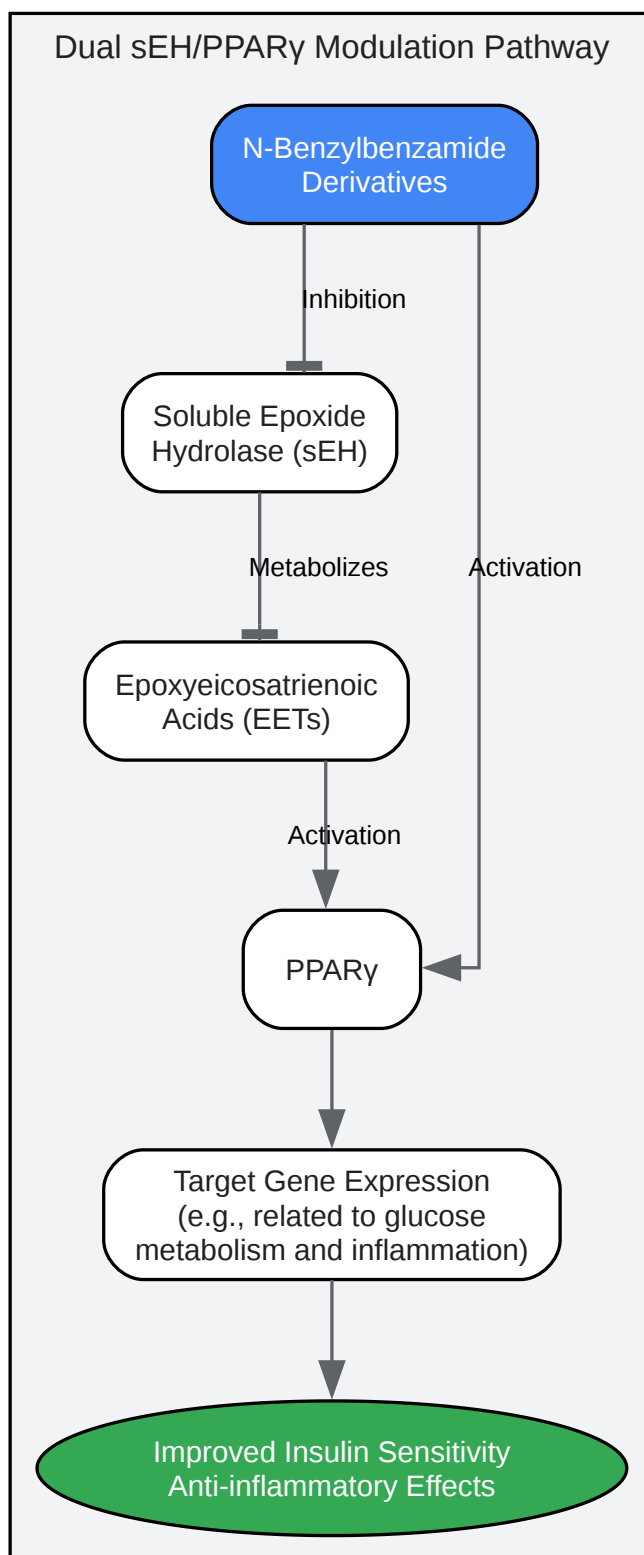 Dual sEH/PPARγ Modulation Pathway
N-Benzylbenzamide
Derivatives
Inhibition
Soluble Epoxide
Hydrolase (sEH)
Metabolizes
Activation
Epoxyeicosatrienoic
Acids (EETs)
Activation
PPARγ
Target Gene Expression
(e.g., related to glucose
metabolism and inflammation)
Improved Insulin Sensitivity
Anti-inflammatory Effects